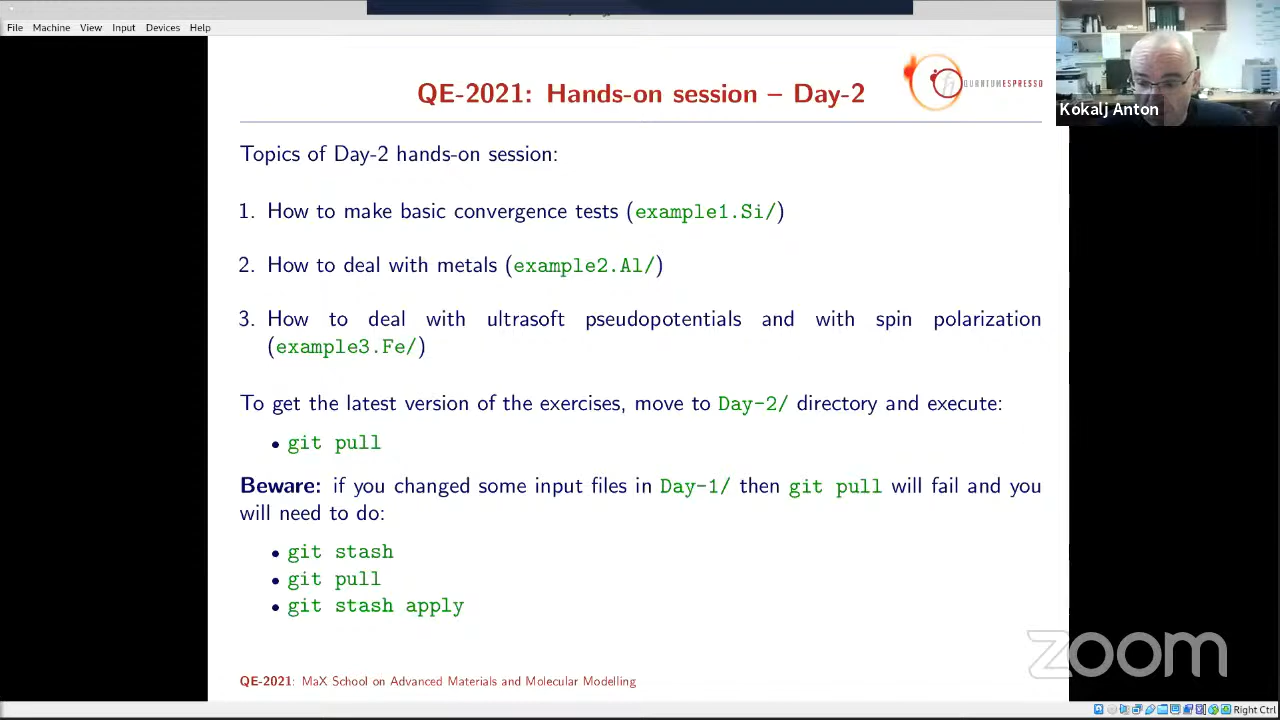 File Machine View Input Devices Help
QE-2021: Hands-on session – Day-2
QUANTUMESPRESSO
Kokalj Anton
Topics of Day-2 hands-on session:
1. How to make basic convergence tests (example1.Si/)
2. How to deal with metals (example2.Al/)
3. How to deal with ultrasoft pseudopotentials and with spin polarization
(example3.Fe/)
To get the latest version of the exercises, move to Day-2/ directory and execute:
• git pull
Beware: if you changed some input files in Day-1/ then git pull will fail and you
will need to do:
• git stash
• git pull
• git stash apply
zoom
QE-2021: MaX School on Advanced Materials and Molecular Modelling
Right Ctrl